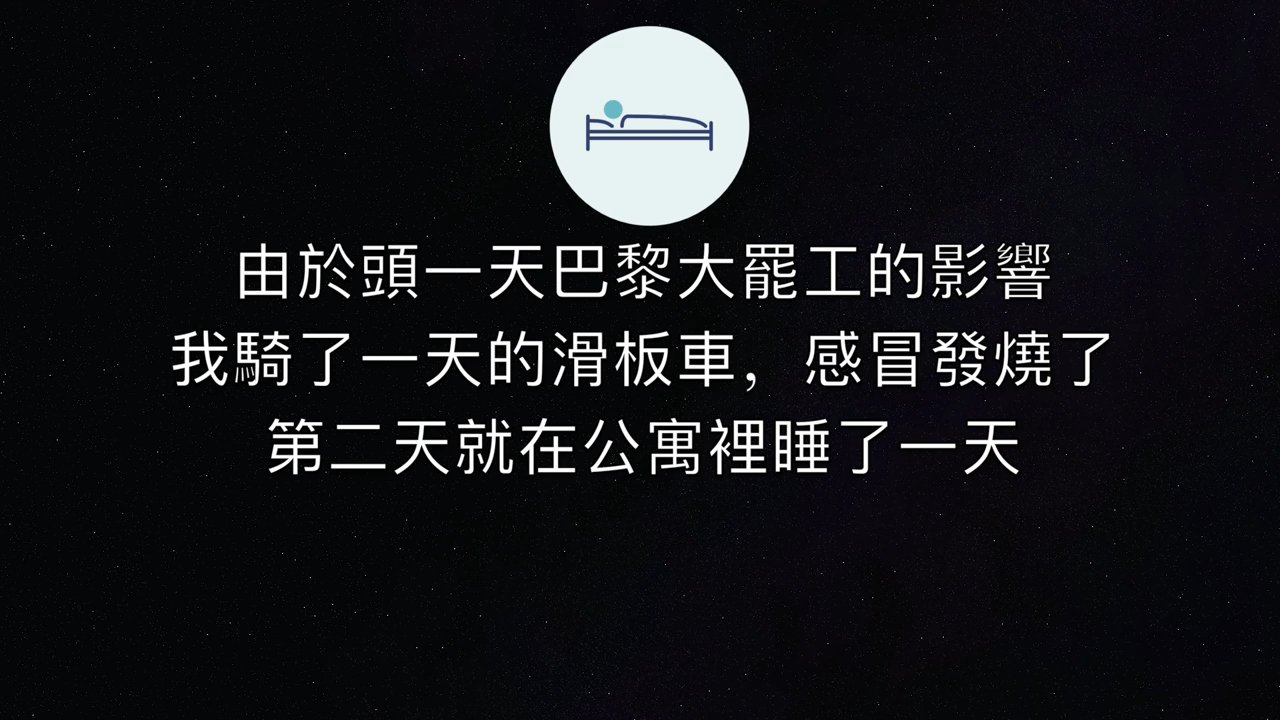 由於頭一天巴黎大罷工的影響
我騎了一天的滑板車，感冒發燒了
第二天就在公寓裡睡了一天